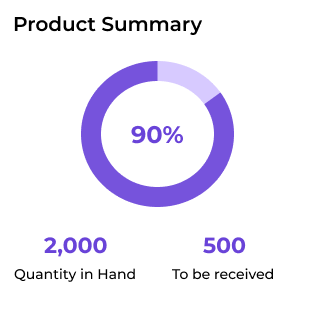 Product Summary
90%
2,000
500
Quantity in Hand
To be received